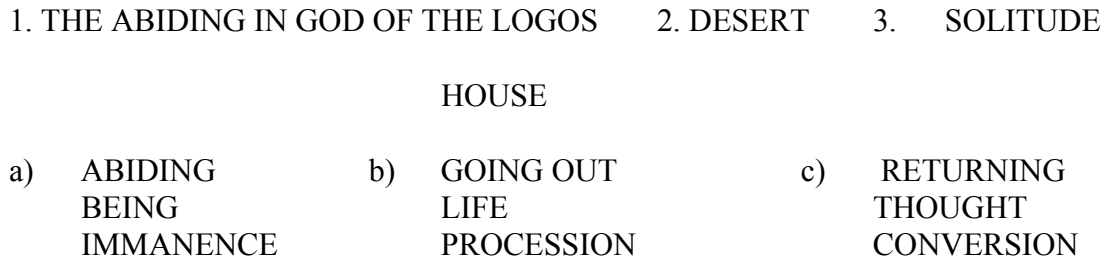 1. THE ABIDING IN GOD OF THE LOGOS 2. DESERT 3. SOLITUDE
HOUSE
a) ABIDING b) GOING OUT c) RETURNING
BEING LIFE THOUGHT
IMMANENCE PROCESSION CONVERSION